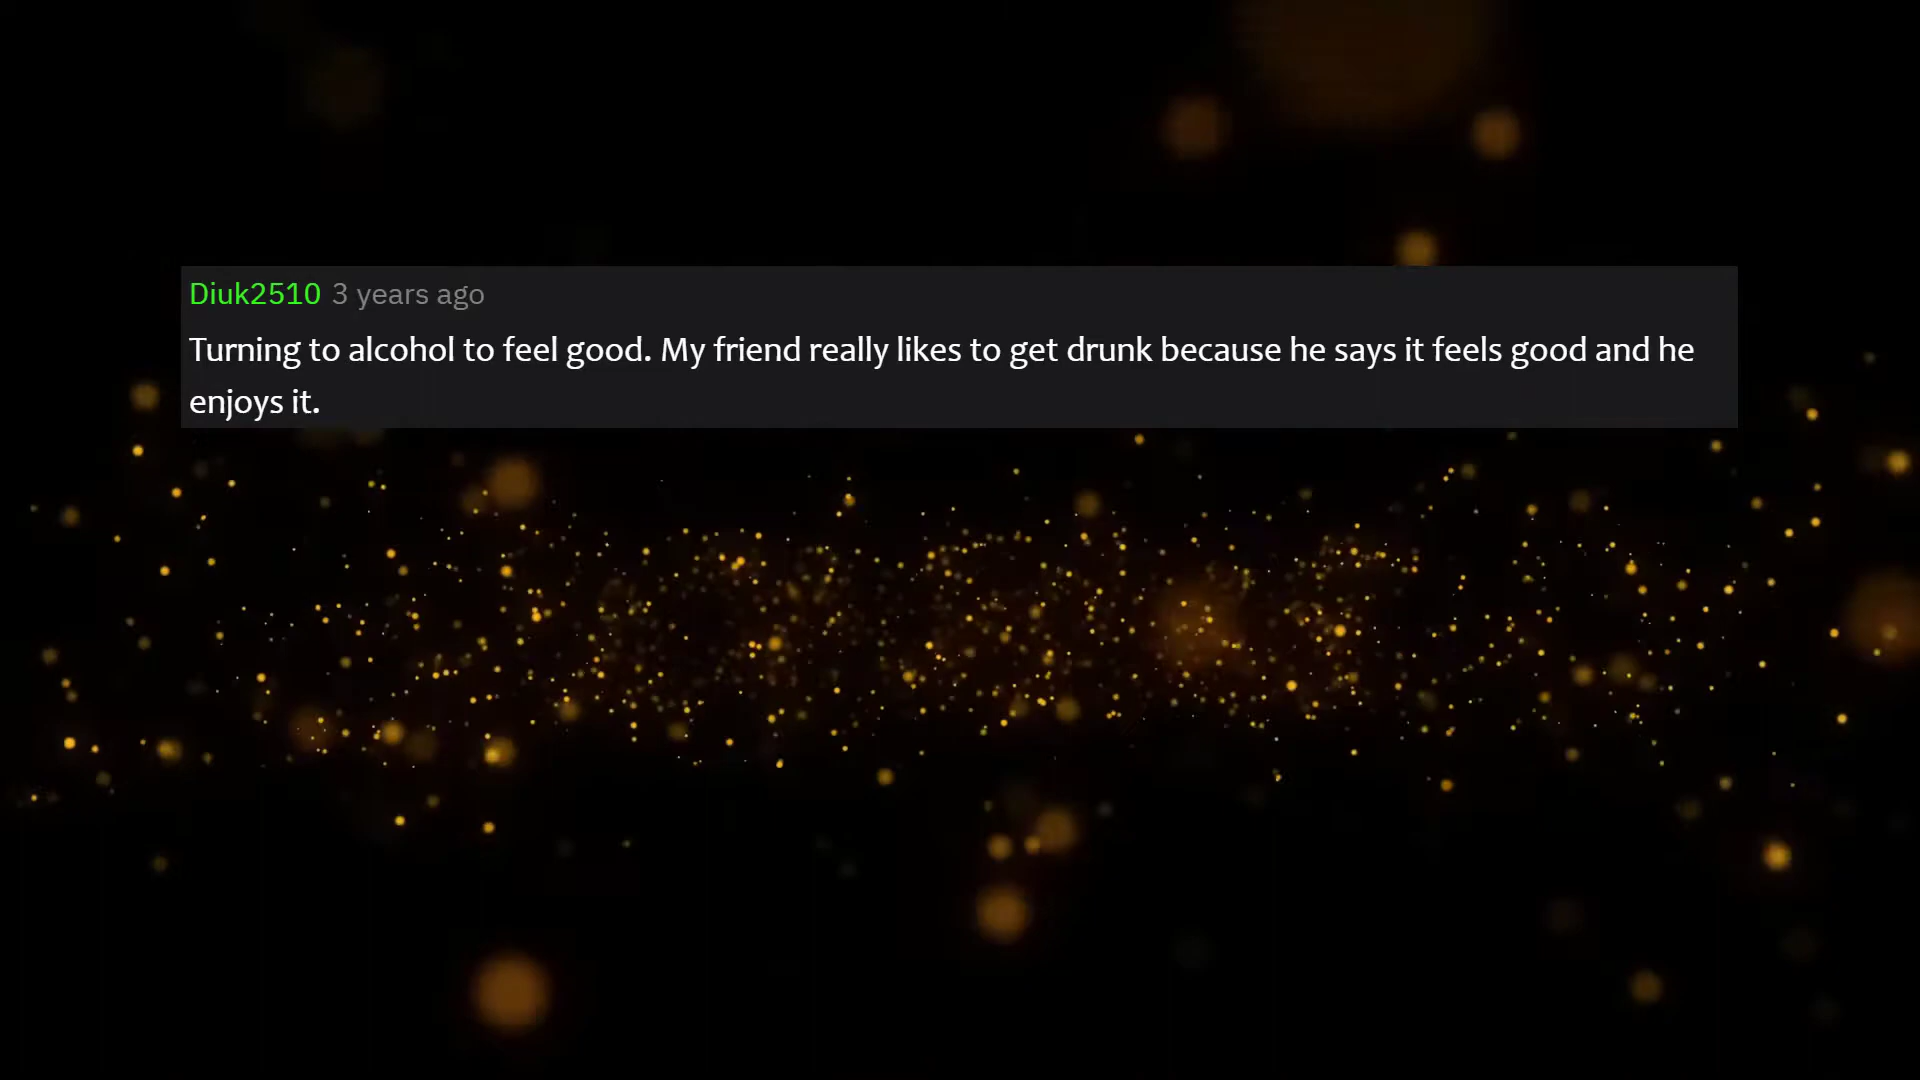 Diuk2510 3 years ago
Turning to alcohol to feel good. My friend really likes to get drunk because he says it feels good and he
enjoys it.